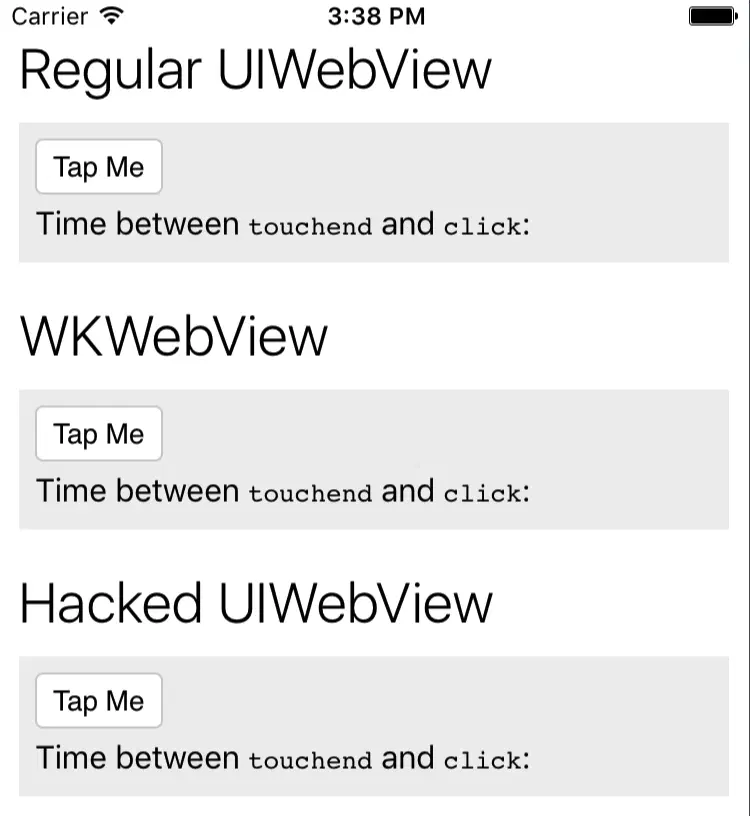 Carrier 3:38 PM
Regular UIWebView
Tap Me
Time between touchend and click:
WKWebView
Tap Me
Time between touchend and click:
Hacked UIWebView
Tap Me
Time between touchend and click: